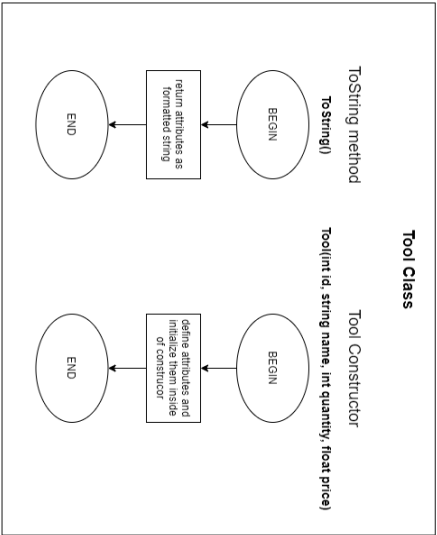 Tool Class
ToString method
ToString()
BEGIN
return attributes as
formatted string
END
Tool Constructor
Tool(int id, string name, int quantity, float price)
BEGIN
define attributes and
initialize them inside
of construcor
END